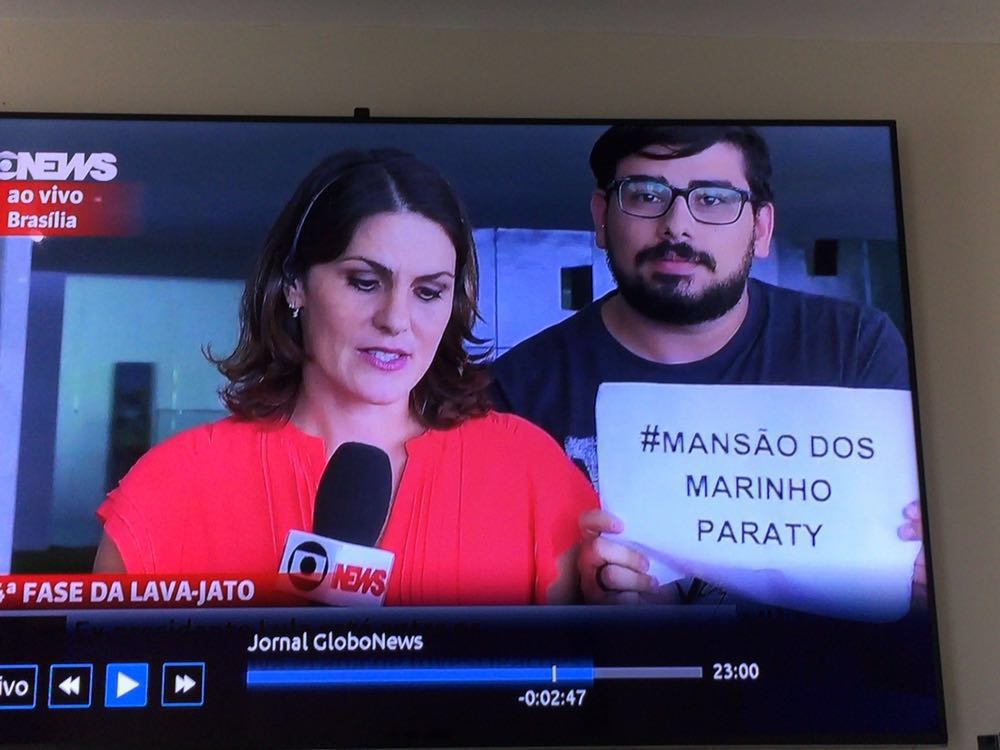 NEWS
ao vivo
Brasília
#MANSÃO DOS
MARINHO
PARATY
NEWS
ª FASE DA LAVA-JATO
Jornal GloboNews
ivo
23:00
-0:02:47